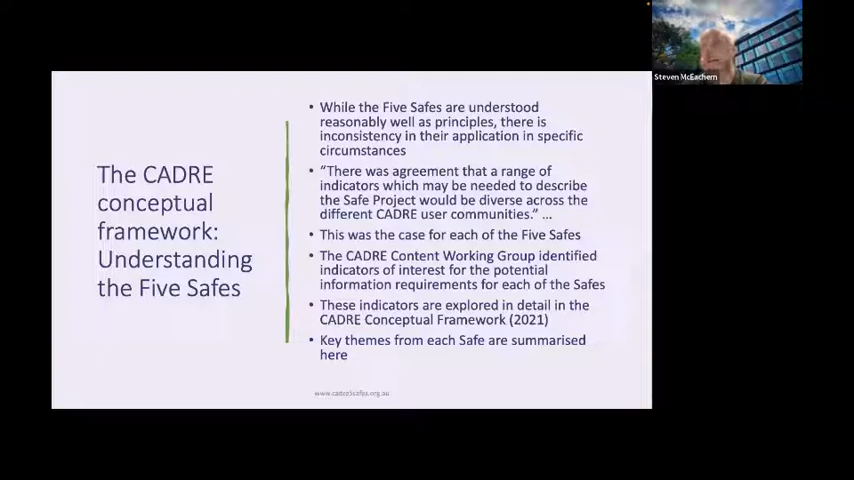 Steven McEachern
The CADRE
conceptual
framework:
Understanding
the Five Safes
• While the Five Safes are understood
reasonably well as principles, there is
inconsistency in their application in specific
circumstances
• “There was agreement that a range of
indicators which may be needed to describe
the Safe Project would be diverse across the
different CADRE user communities.” ...
• This was the case for each of the Five Safes
• The CADRE Content Working Group identified
indicators of interest for the potential
information requirements for each of the Safes
• These indicators are explored in detail in the
CADRE Conceptual Framework (2021)
• Key themes from each Safe are summarised
here
www.cadre5safes.org.au